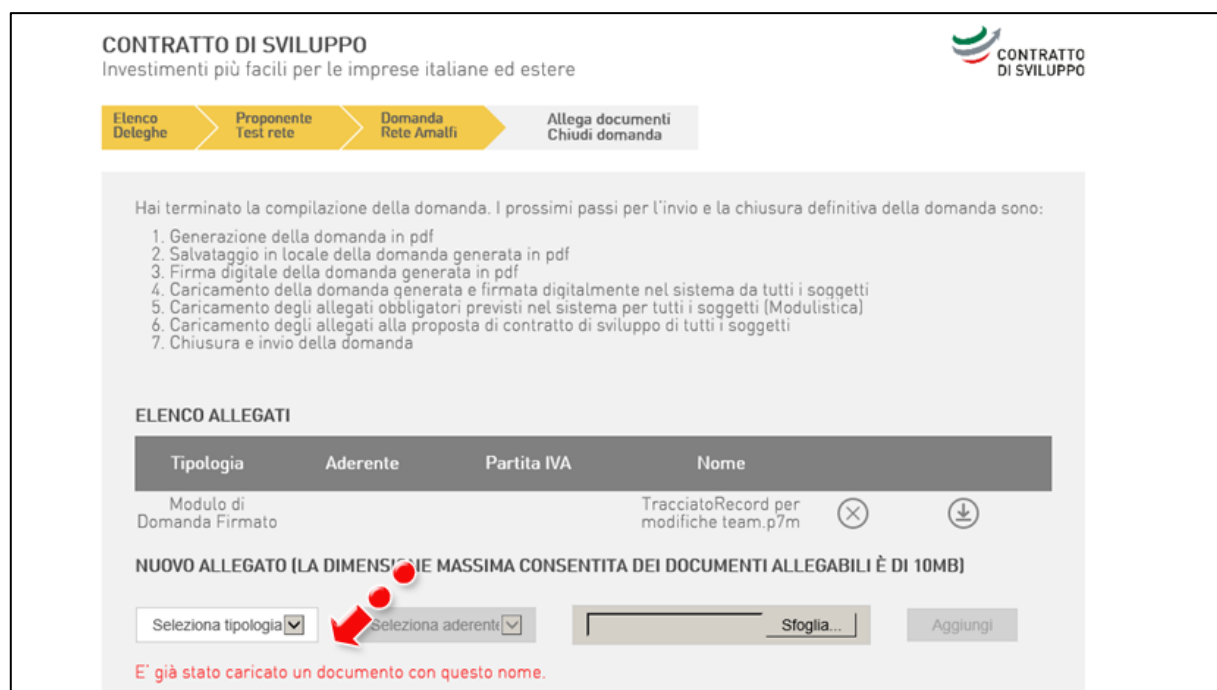 CONTRATTO DI SVILUPPO
Investimenti più facili per le imprese italiane ed estere
CONTRATTO
DI SVILUPPO
Elenco
Deleghe
Proponente
Test rete
Domanda
Rete Amalfi
Allega documenti
Chiudi domanda
Hai terminato la compilazione della domanda. I prossimi passi per l'invio e la chiusura definitiva della domanda sono:
1. Generazione della domanda in pdf
2. Salvataggio in locale della domanda generata in pdf
3. Firma digitale della domanda generata in pdf
4. Caricamento della domanda generata e firmata digitalmente nel sistema da tutti i soggetti
5. Caricamento degli allegati obbligatori previsti nel sistema per tutti i soggetti (Modulistica)
6. Caricamento degli allegati alla proposta di contratto di sviluppo di tutti i soggetti
7. Chiusura e invio della domanda
ELENCO ALLEGATI
Tipologia Aderente Partita IVA Nome
Modulo di
Domanda Firmato
TracciatoRecord per
modifiche team.p7m
NUOVO ALLEGATO (LA DIMENSIONE MASSIMA CONSENTITA DEI DOCUMENTI ALLEGABILI È DI 10MB)
Seleziona tipologia Seleziona aderente Sfoglia... Aggiungi
E' già stato caricato un documento con questo nome.